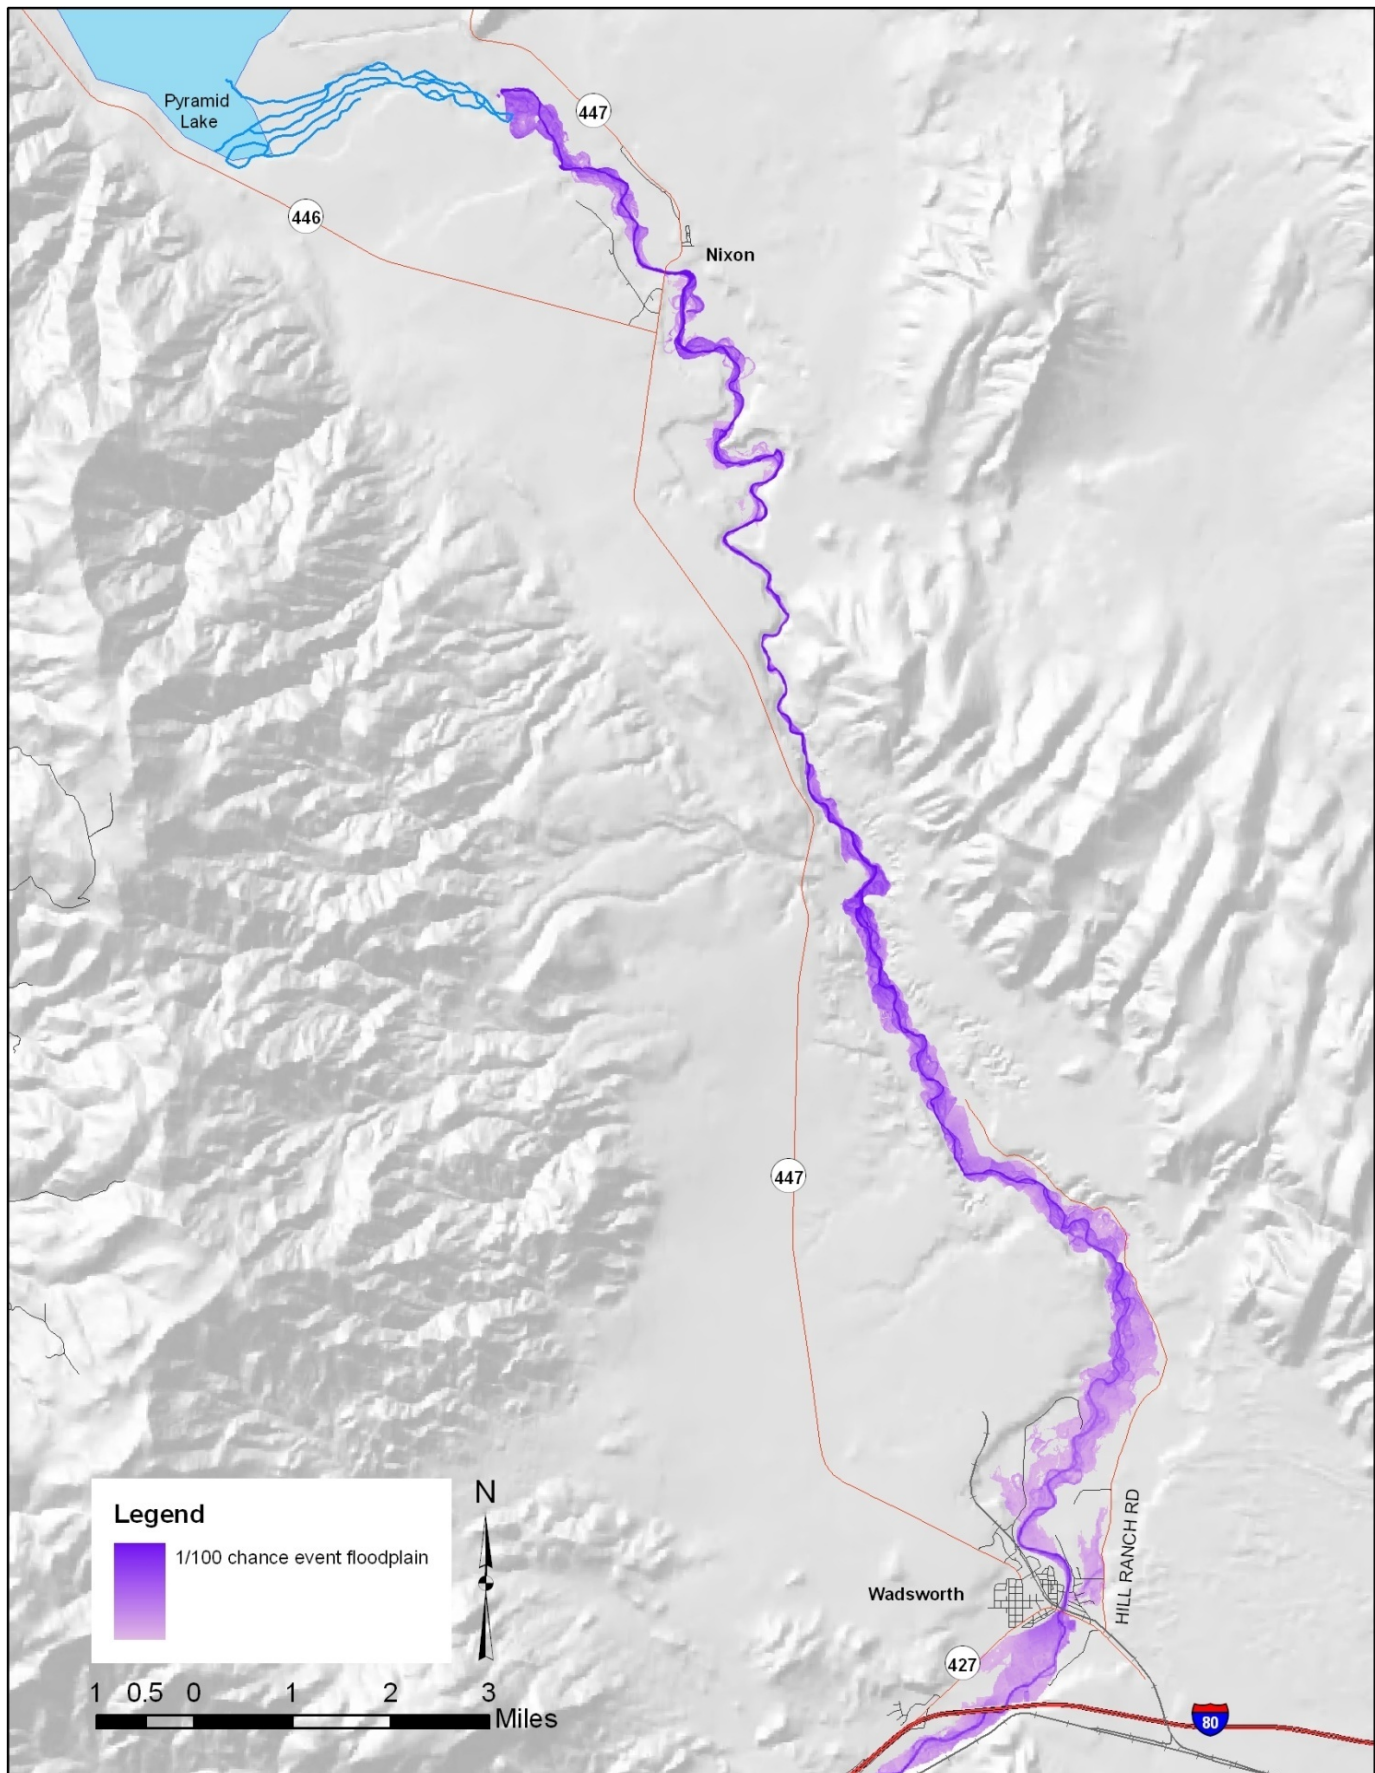 Pyramid
Lake
447
446
Nixon
447
HILL RANCH RD
Wadsworth
427
80
Legend
1/100 chance event floodplain
N
1 0.5 0 1 2 3
Miles